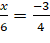 x/6 = -3/4